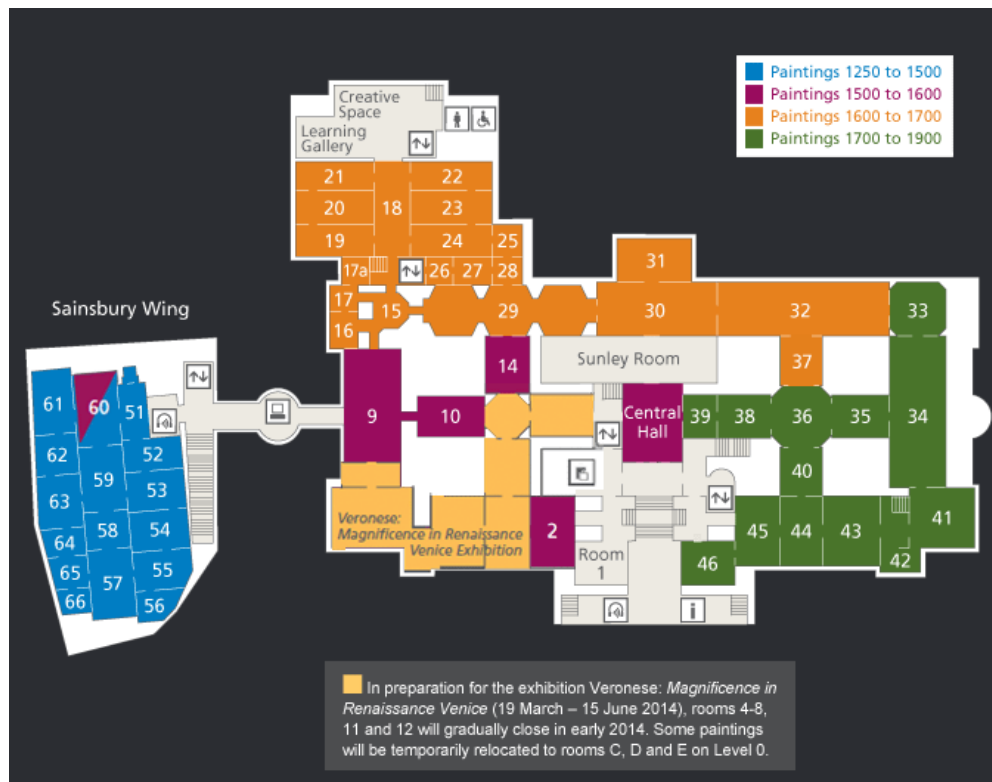 Paintings 1250 to 1500
Paintings 1500 to 1600
Paintings 1600 to 1700
Paintings 1700 to 1900
Creative
Space
Learning
Gallery
21
22
20
18
23
19
24
25
17a
26
27
28
31
17
15
29
30
32
33
16
Sainsbury Wing
14
Sunley Room
37
61
60
51
9
10
Central
Hall
39
38
36
35
34
62
52
59
53
40
63
58
54
64
Veronese:
Magnificence in Renaissance
Venice Exhibition
2
Room
1
45
44
43
41
42
46
65
57
55
66
56
i
In preparation for the exhibition Veronese: Magnificence in
Renaissance Venice (19 March – 15 June 2014), rooms 4-8,
11 and 12 will gradually close in early 2014. Some paintings
will be temporarily relocated to rooms C, D and E on Level 0.